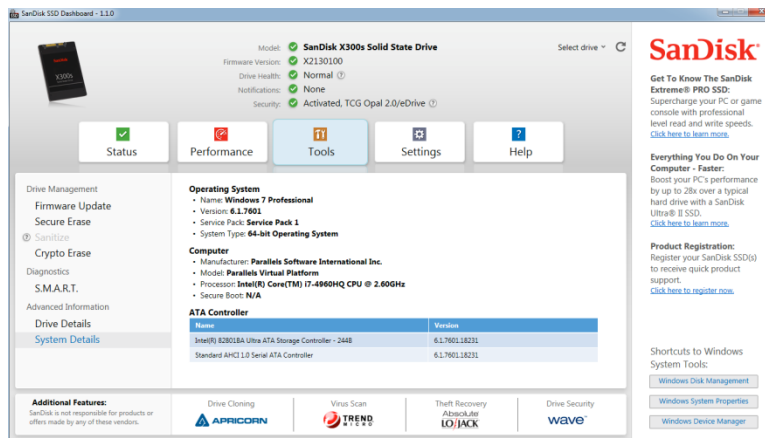 SanDisk SSD Dashboard - 1.1.0
SanDisk
X300s
Model: SanDisk X300s Solid State Drive
Firmware Version: X2130100
Drive Health: Normal ?
Notifications: None
Security: Activated, TCG Opal 2.0/eDrive ?
Select drive
Status
Performance
Tools
Settings
? Help
Drive Management
Firmware Update
Secure Erase
? Sanitize
Crypto Erase
Diagnostics
S.M.A.R.T.
Advanced Information
Drive Details
System Details
Operating System
• Name: Windows 7 Professional
• Version: 6.1.7601
• Service Pack: Service Pack 1
• System Type: 64-bit Operating System
Computer
• Manufacturer: Parallels Software International Inc.
• Model: Parallels Virtual Platform
• Processor: Intel(R) Core(TM) i7-4960HQ CPU @ 2.60GHz
• Secure Boot: N/A
ATA Controller
Name Version
Intel(R) 82801BA Ultra ATA Storage Controller - 244B 6.1.7601.18231
Standard AHCI 1.0 Serial ATA Controller 6.1.7601.18231
Additional Features:
SanDisk is not responsible for products or
offers made by any of these vendors.
Drive Cloning
APRICORN
Virus Scan
TREND
MICRO
Theft Recovery
Absolute
LO/JACK
Drive Security
wave
SanDisk
Get To Know The SanDisk
Extreme® PRO SSD:
Supercharge your PC or game
console with professional
level read and write speeds.
Click here to learn more.
Everything You Do On Your
Computer - Faster:
Boost your PC's performance
by up to 28x over a typical
hard drive with a SanDisk
Ultra® II SSD.
Click here to learn more.
Product Registration:
Register your SanDisk SSD(s)
to receive quick product
support.
Click here to register now.
Shortcuts to Windows
System Tools:
Windows Disk Management
Windows System Properties
Windows Device Manager